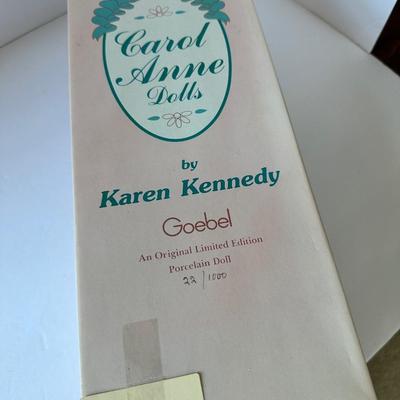 Carol
Anne
Dolls
by
Karen Kennedy
Goebel
An Original Limited Edition
Porcelain Doll
22/1000